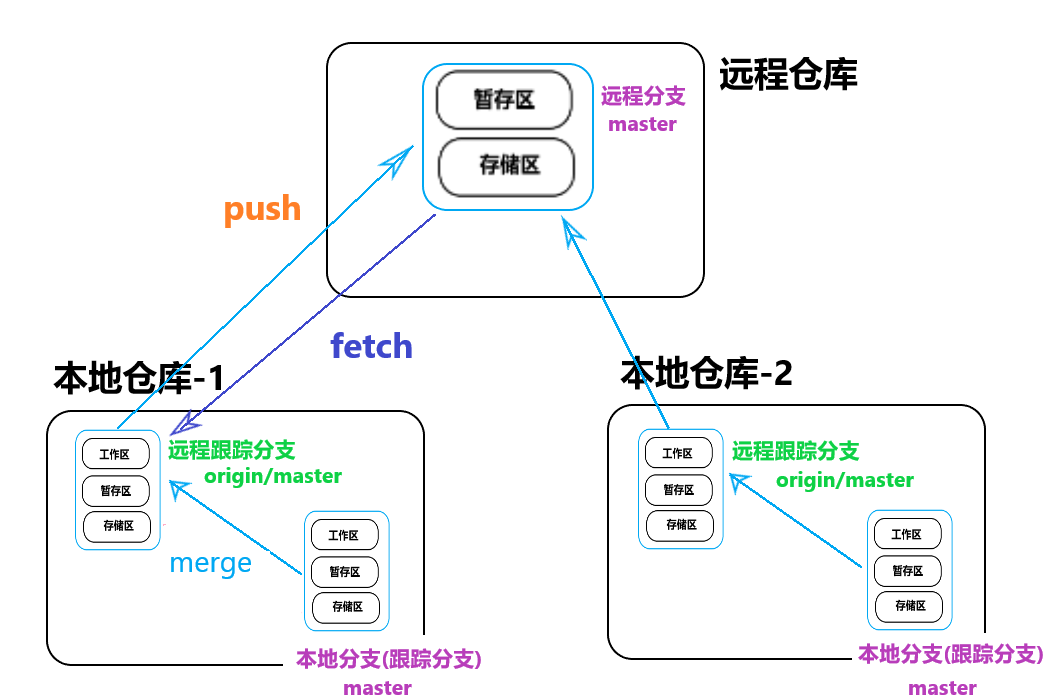 远程仓库
暂存区
存储区
远程分支
master
push
fetch
本地仓库-1
工作区
暂存区
存储区
远程跟踪分支
origin/master
merge
工作区
暂存区
存储区
本地分支(跟踪分支)
master
本地仓库-2
工作区
暂存区
存储区
远程跟踪分支
origin/master
工作区
暂存区
存储区
本地分支(跟踪分支)
master